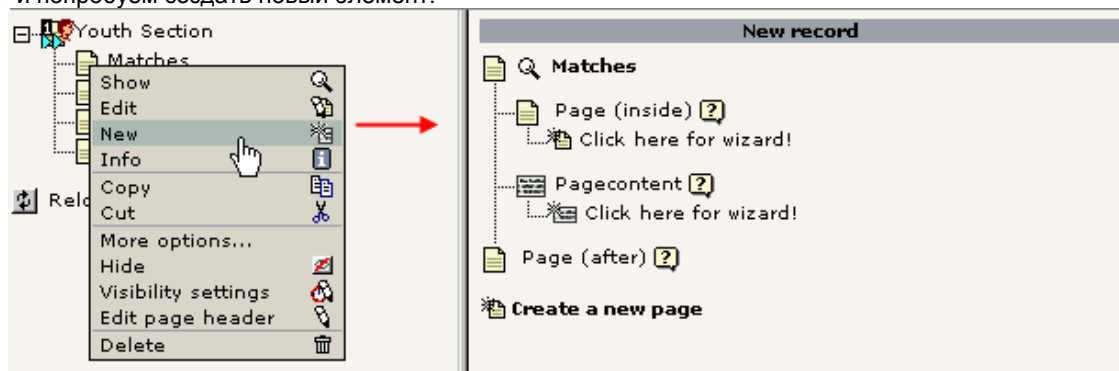 и попробуем создать новый элемент:
Youth Section
Matches
Show
Edit
New
Info
Copy
Cut
More options...
Hide
Visibility settings
Edit page header
Delete
Relo
New record
Matches
Page (inside) ?
Click here for wizard!
Pagecontent ?
Click here for wizard!
Page (after) ?
Create a new page